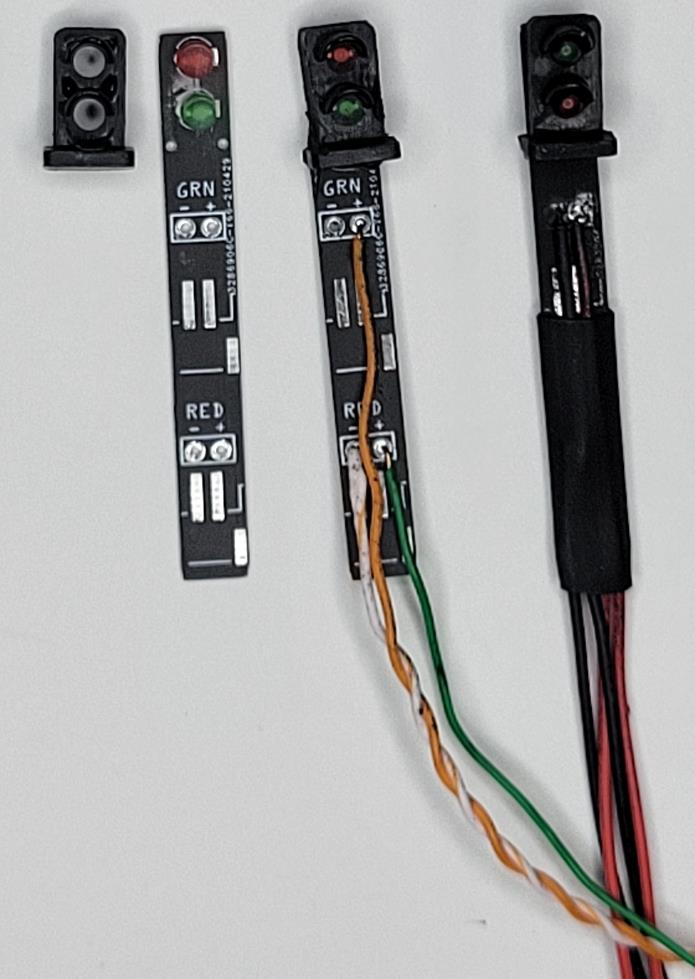 GRN
- +
RED
- +
GRN
- +
RED
+